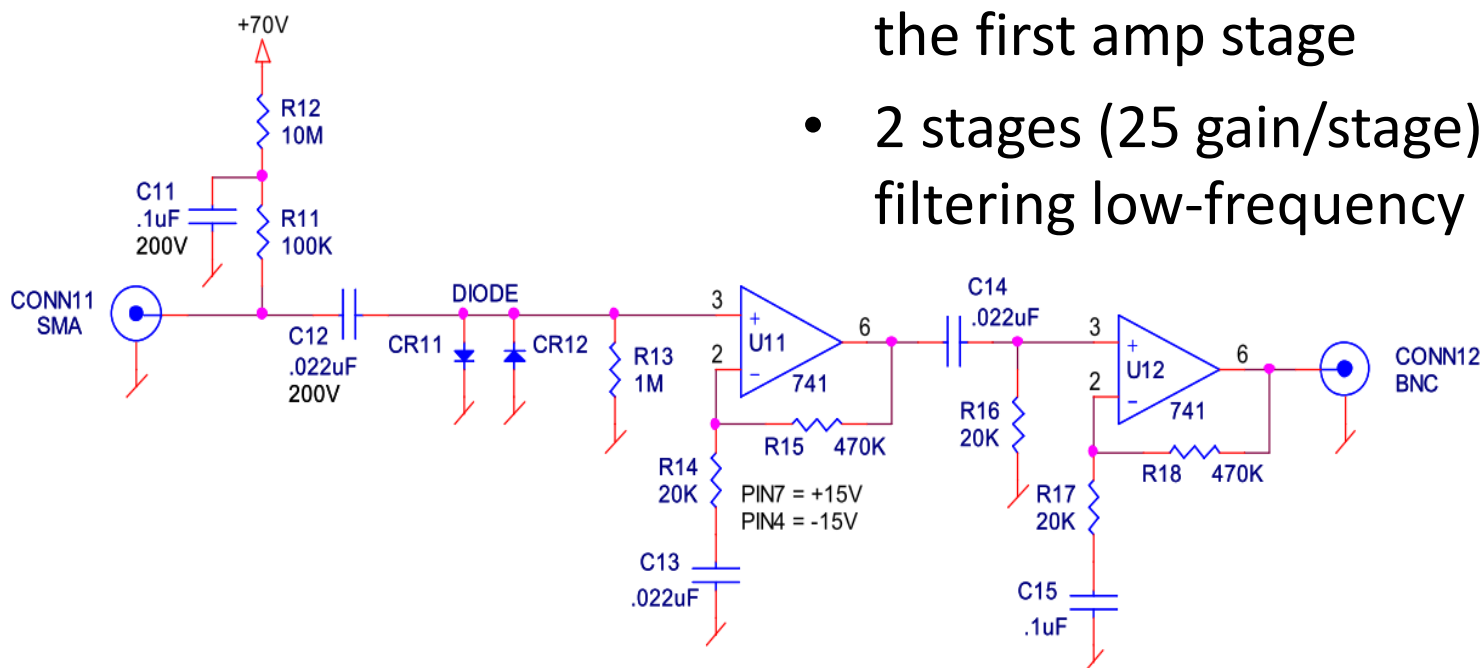 the first amp stage
• 2 stages (25 gain/stage)
filtering low-frequency
+70V
R12
10M
C11
.1uF
200V
R11
100K
CONN11
SMA
C12
.022uF
200V
DIODE
CR11
CR12
R13
1M
3
+
U11
2
–
741
6
R15 470K
R14
20K
PIN7 = +15V
PIN4 = -15V
C13
.022uF
C14
.022uF
R16
20K
3
+
U12
2
–
741
6
R18 470K
R17
20K
C15
.1uF
CONN12
BNC